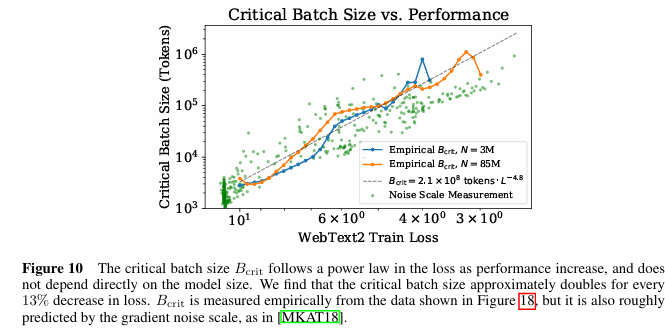 Critical Batch Size vs. Performance
Critical Batch Size (Tokens)
10⁶
10⁵
10⁴
10³
Empirical B_crit, N = 3M
Empirical B_crit, N = 85M
B_crit = 2.1 × 10⁸ tokens · L^−4.8
Noise Scale Measurement
10¹ 6 × 10⁰ 4 × 10⁰ 3 × 10⁰
WebText2 Train Loss
Figure 10 The critical batch size B_crit follows a power law in the loss as performance increase, and does
not depend directly on the model size. We find that the critical batch size approximately doubles for every
13% decrease in loss. B_crit is measured empirically from the data shown in Figure 18, but it is also roughly
predicted by the gradient noise scale, as in [MKAT18].